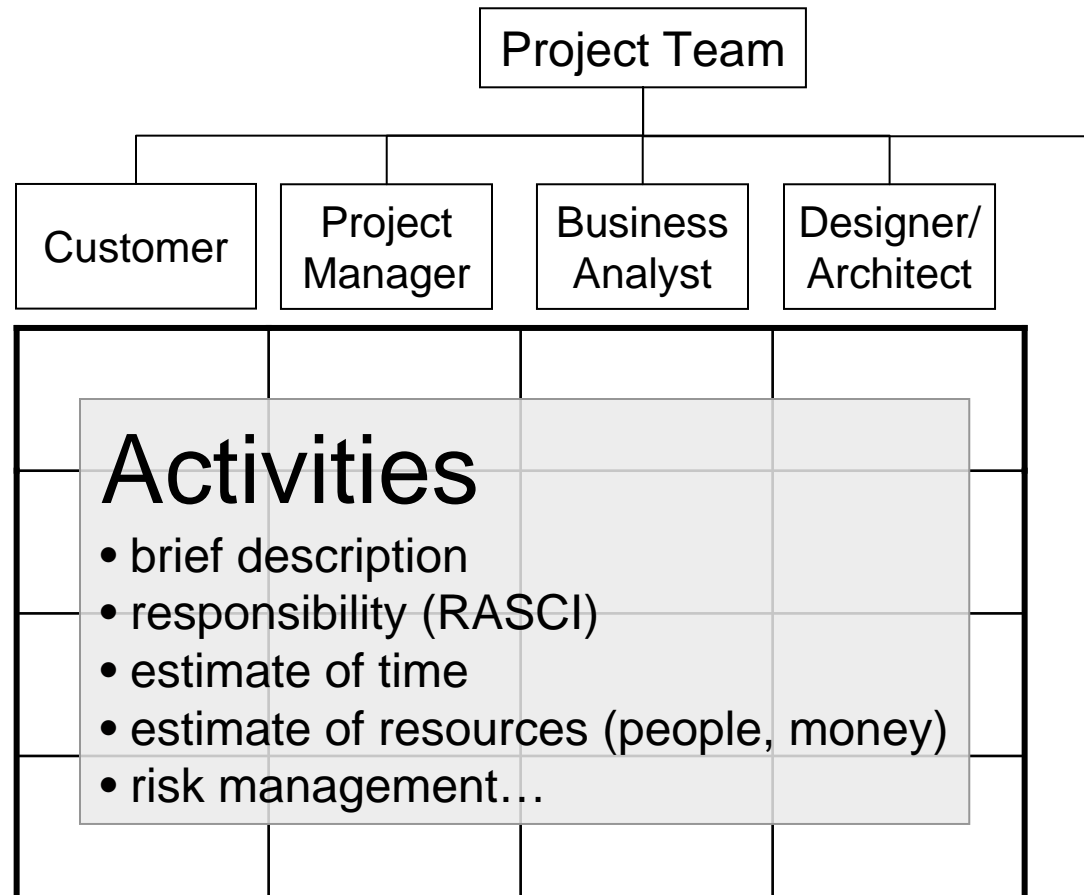 Project Team
Customer
Project
Manager
Business
Analyst
Designer/
Architect
Activities
• brief description
• responsibility (RASCI)
• estimate of time
• estimate of resources (people, money)
• risk management…